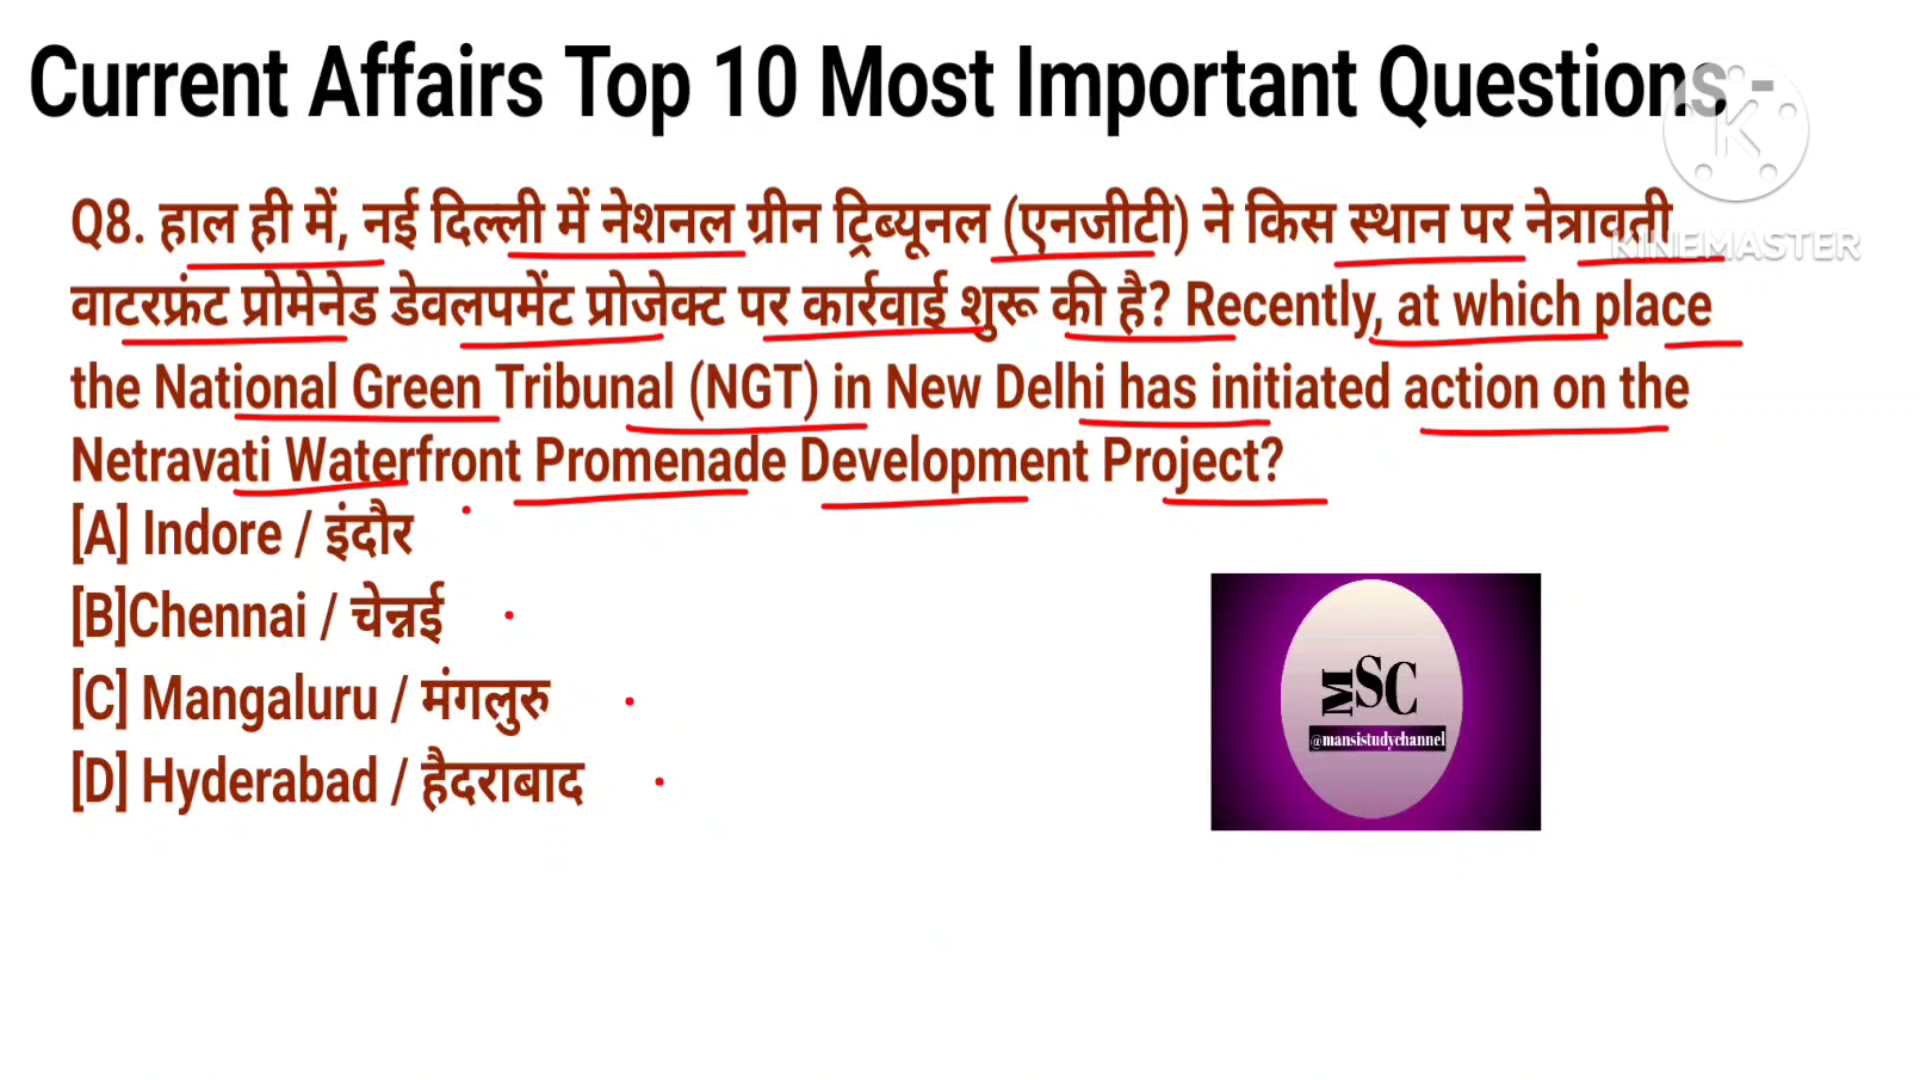 Current Affairs Top 10 Most Important Questions -
Q8. हाल ही में, नई दिल्ली में नेशनल ग्रीन ट्रिब्यूनल (एनजीटी) ने किस स्थान पर नेत्रावती
वाटरफ्रंट प्रोमेनेड डेवलपमेंट प्रोजेक्ट पर कार्रवाई शुरू की है? Recently, at which place
the National Green Tribunal (NGT) in New Delhi has initiated action on the
Netravati Waterfront Promenade Development Project?
[A] Indore / इंदौर
[B]Chennai / चेन्नई
[C] Mangaluru / मंगलुरु
[D] Hyderabad / हैदराबाद
K
KINEMASTER
MSC
@mansistudychannel